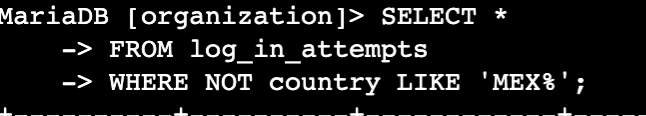 MariaDB [organization]> SELECT *
-> FROM log_in_attempts
-> WHERE NOT country LIKE 'MEX%';
+-----------+------------+--------------+-----